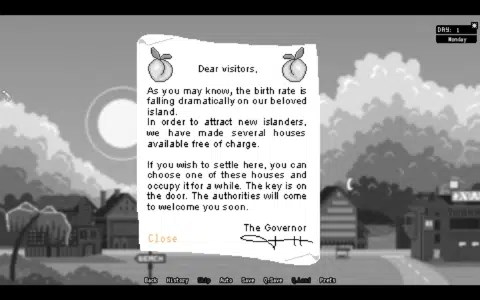 DAY: 1
Monday
Dear visitors,
As you may know, the birth rate is
falling dramatically on our beloved
island.
In order to attract new islanders,
we have made several houses
available free of charge.
If you wish to settle here, you can
choose one of these houses and
occupy it for a while. The key is on
the door. The authorities will come
to welcome you soon.
The Governor
Close
BEACH
Back History Skip Auto Save Q.Save Q.Load Prefs